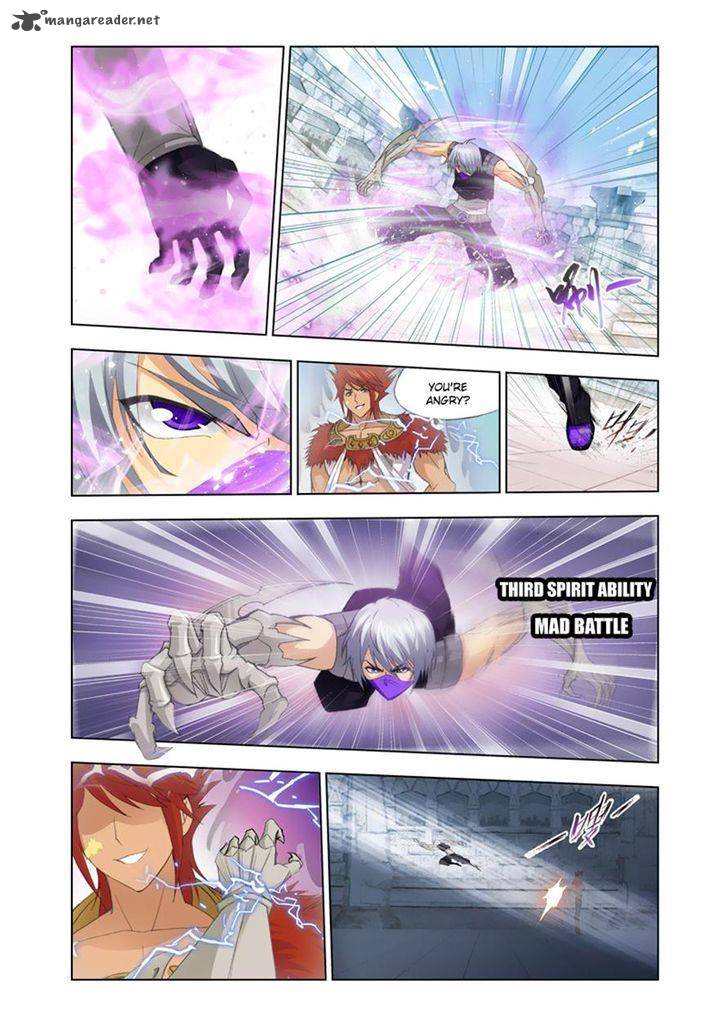 mangareader.net
YOU'RE
ANGRY?
THIRD SPIRIT ABILITY
MAD BATTLE